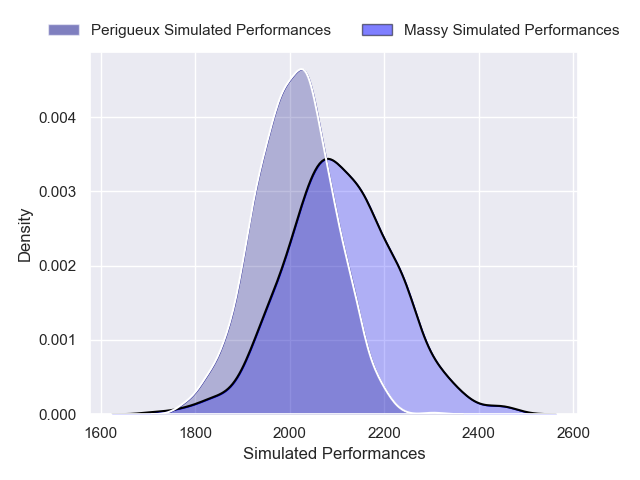 Perigueux Simulated Performances
Massy Simulated Performances
Density
0.004
0.003
0.002
0.001
0.000
1600 1800 2000 2200 2400 2600
Simulated Performances